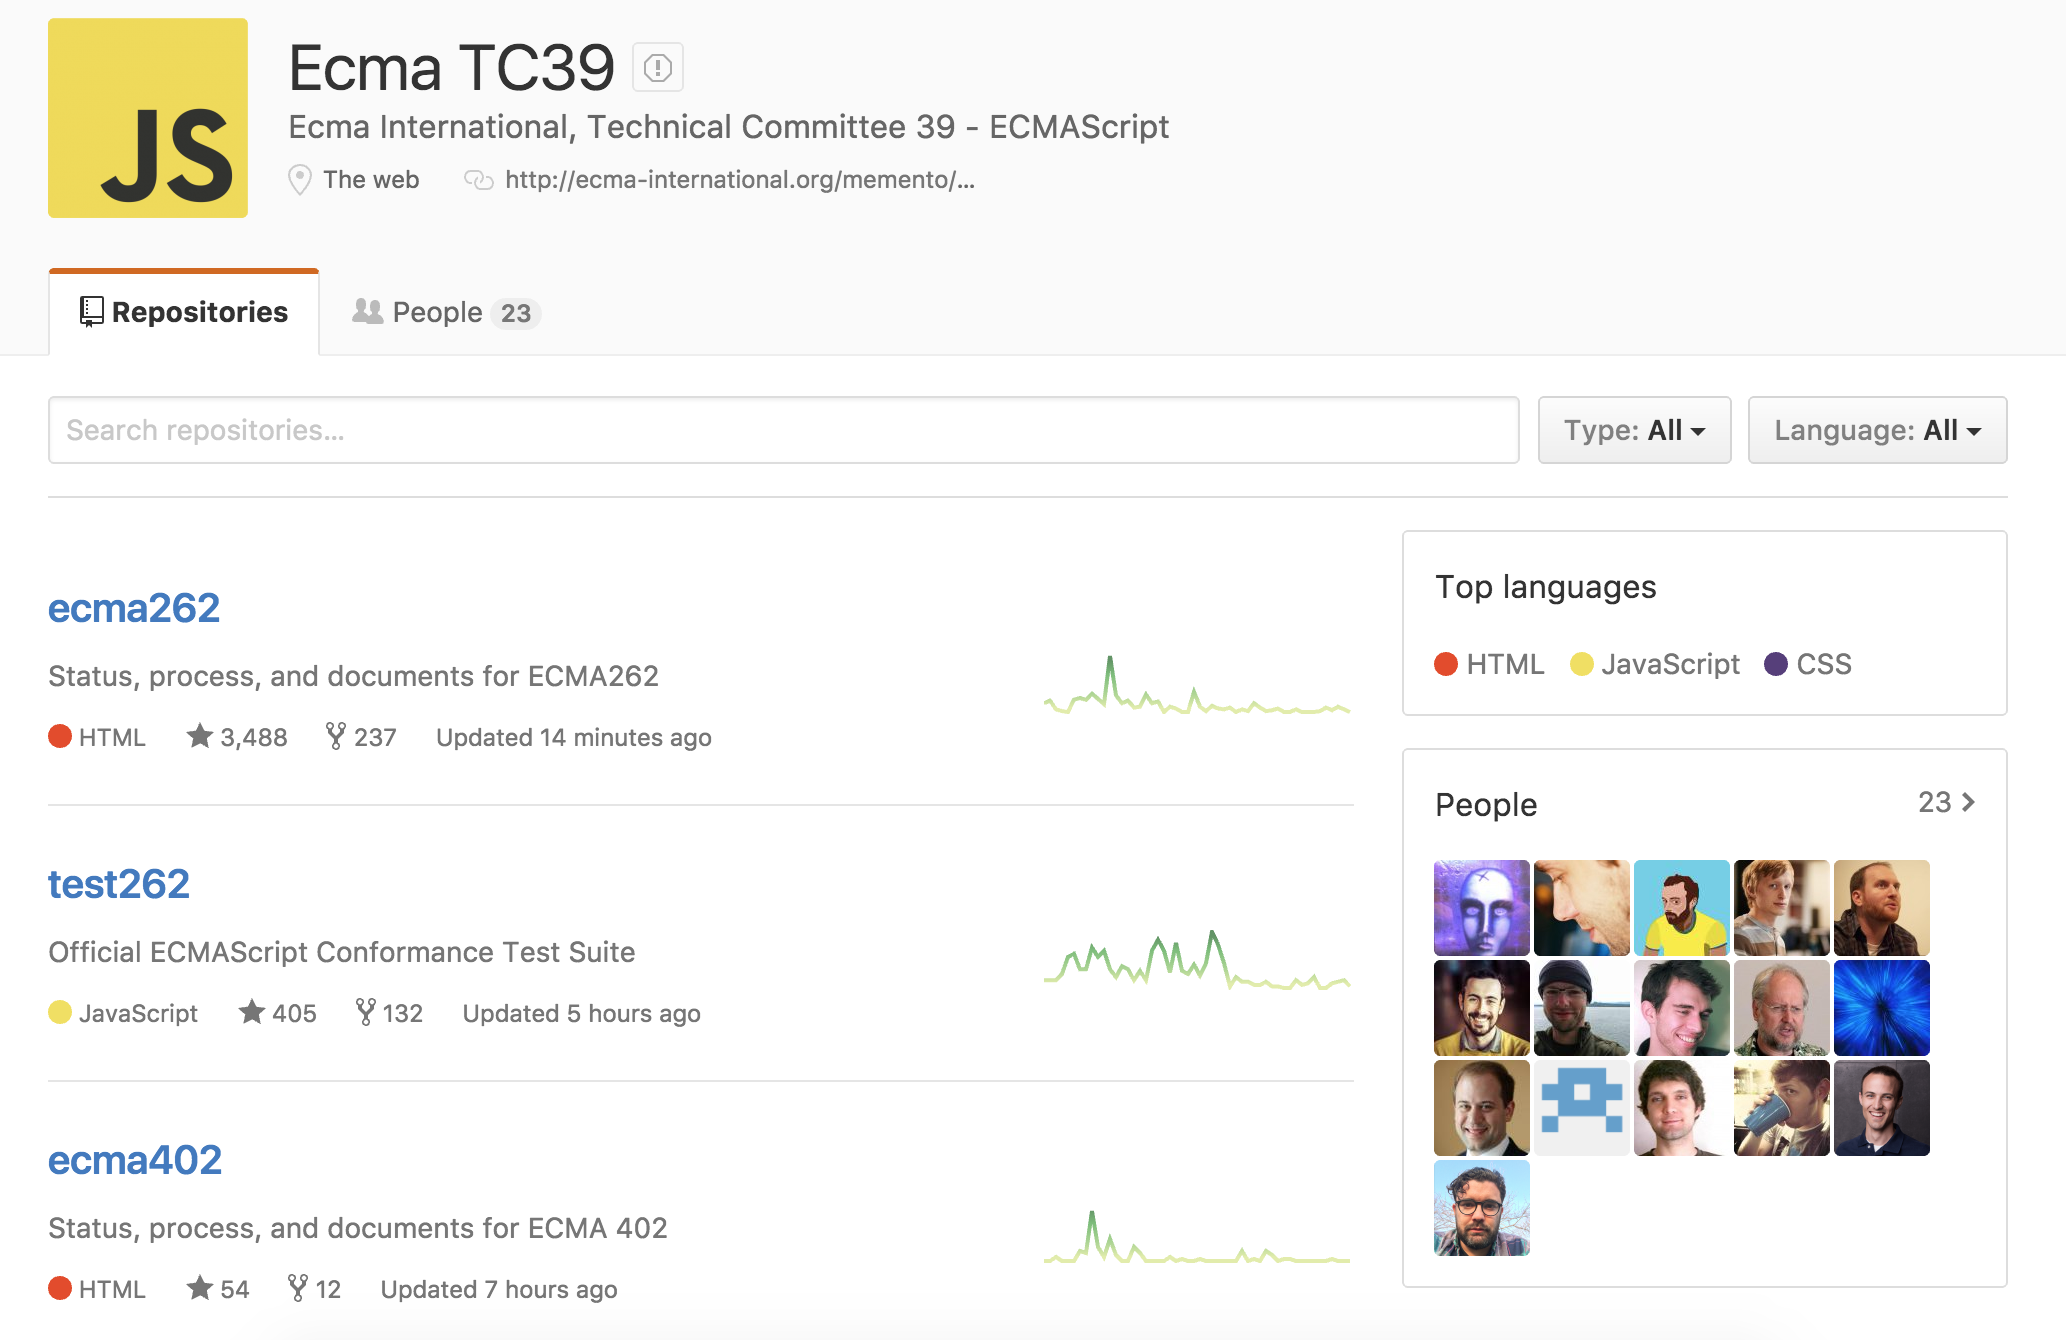 JS
Ecma TC39
Ecma International, Technical Committee 39 - ECMAScript
The web http://ecma-international.org/memento/...
Repositories People 23
Search repositories... Type: All Language: All
ecma262
Status, process, and documents for ECMA262
HTML 3,488 237 Updated 14 minutes ago
test262
Official ECMAScript Conformance Test Suite
JavaScript 405 132 Updated 5 hours ago
ecma402
Status, process, and documents for ECMA 402
HTML 54 12 Updated 7 hours ago
Top languages
HTML JavaScript CSS
People 23